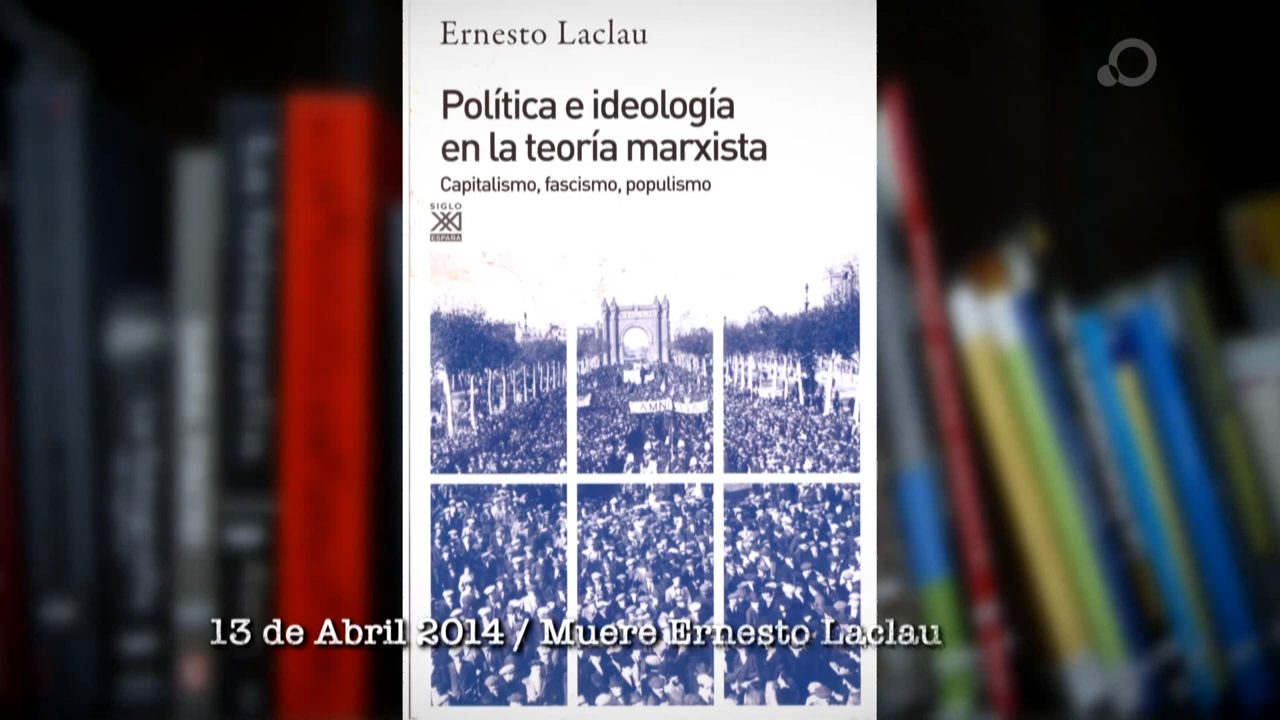 Ernesto Laclau
Política e ideología
en la teoría marxista
Capitalismo, fascismo, populismo
SIGLO
XXI
ESPAÑA
13 de Abril 2014 / Muere Ernesto Laclau